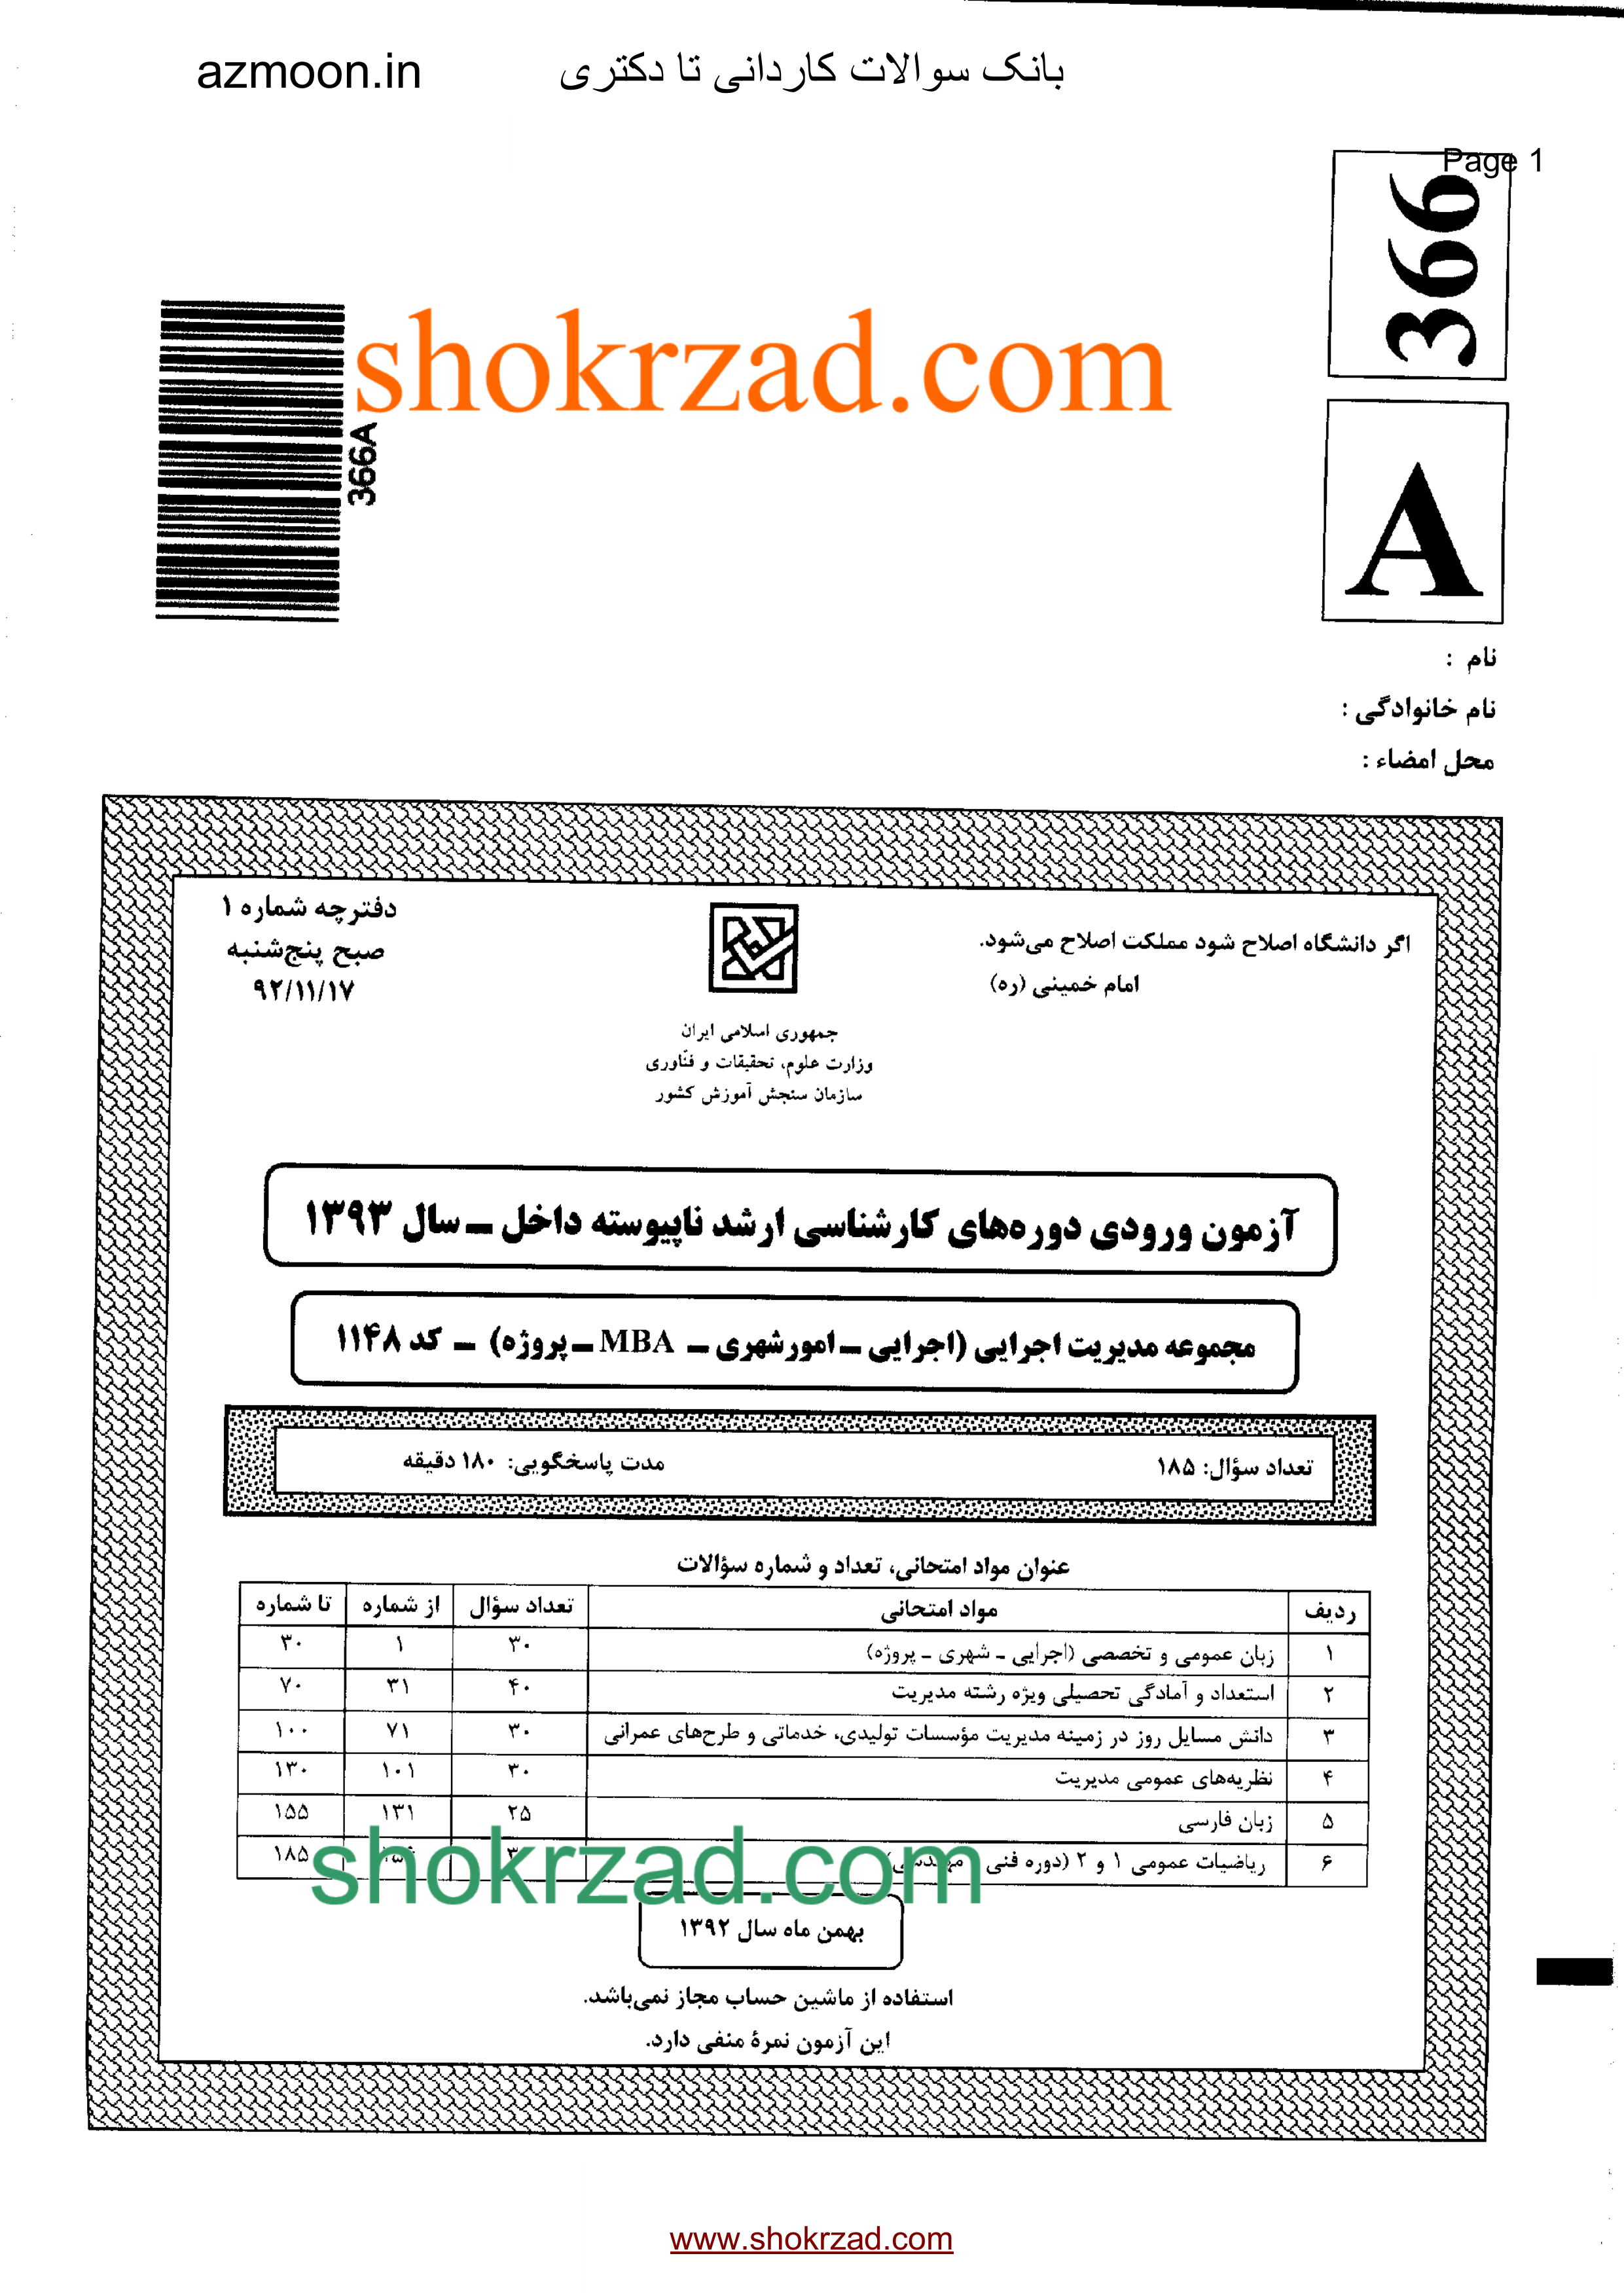 azmoon.in بانک سوالات کاردانی تا دکتری
Page 1
366
A
shokrzad.com
366A
نام :
نام خانوادگی :
محل امضاء :
اگر دانشگاه اصلاح شود مملکت اصلاح می‌شود.
امام خمینی (ره)
دفترچه شماره ۱
صبح پنج‌شنبه
۹۲/۱۱/۱۷
جمهوری اسلامی ایران
وزارت علوم، تحقیقات و فنّاوری
سازمان سنجش آموزش کشور
آزمون ورودی دوره‌های کارشناسی ارشد ناپیوسته داخل ـ سال ۱۳۹۳
مجموعه مدیریت اجرایی (اجرایی ـ امورشهری ـ MBA ـ پروژه) ـ کد ۱۱۴۸
تعداد سؤال: ۱۸۵ مدت پاسخگویی: ۱۸۰ دقیقه
عنوان مواد امتحانی، تعداد و شماره سؤالات
ردیف مواد امتحانی تعداد سؤال از شماره تا شماره
۱ زبان عمومی و تخصصی (اجرایی ـ شهری ـ پروژه) ۳۰ ۱ ۳۰
۲ استعداد و آمادگی تحصیلی ویژه رشته مدیریت ۴۰ ۳۱ ۷۰
۳ دانش مسایل روز در زمینه مدیریت مؤسسات تولیدی، خدماتی و طرح‌های عمرانی ۳۰ ۷۱ ۱۰۰
۴ نظریه‌های عمومی مدیریت ۳۰ ۱۰۱ ۱۳۰
۵ زبان فارسی ۲۵ ۱۳۱ ۱۵۵
۶ ریاضیات عمومی ۱ و ۲ (دوره فنی ۱۸۵
shokrzad.com
بهمن ماه سال ۱۳۹۲
استفاده از ماشین حساب مجاز نمی‌باشد.
این آزمون نمرهٔ منفی دارد.
www.shokrzad.com